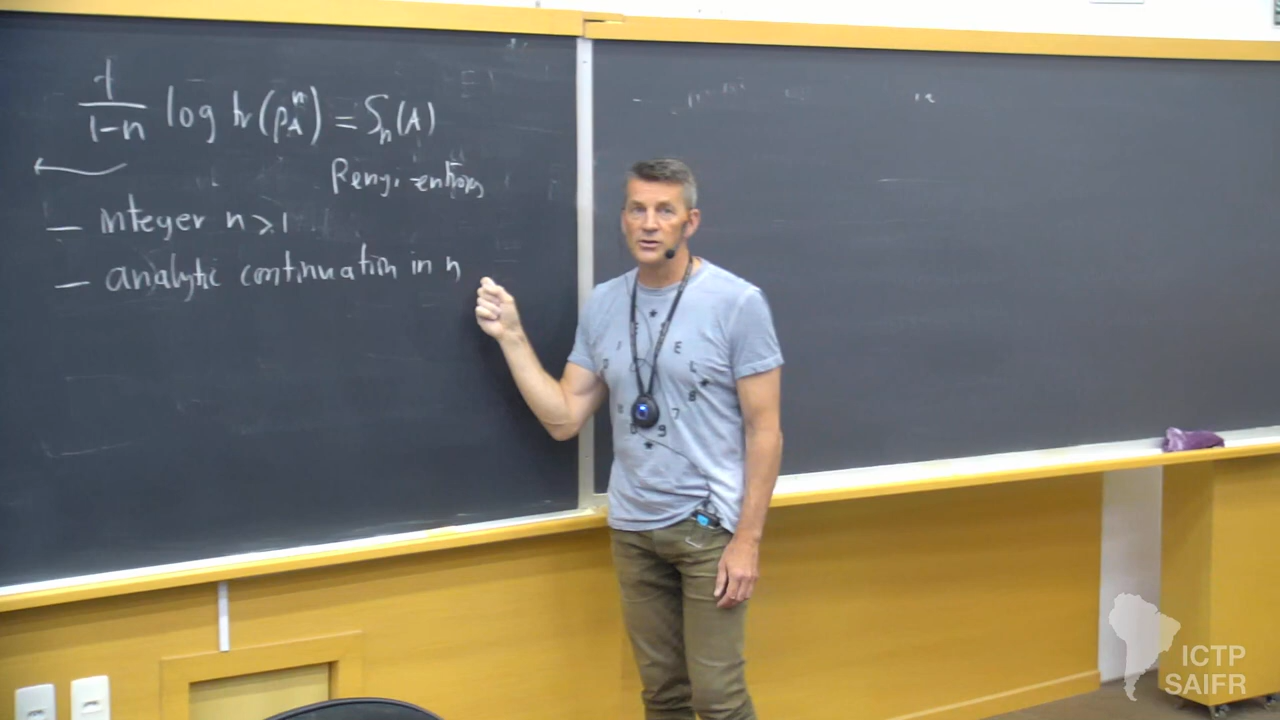 1/(1-n) log tr(ρ_A^n) = S_n(A)
Renyi-entropy
— Integer n ≥ 1
— analytic continuation in n
ICTP
SAIFR